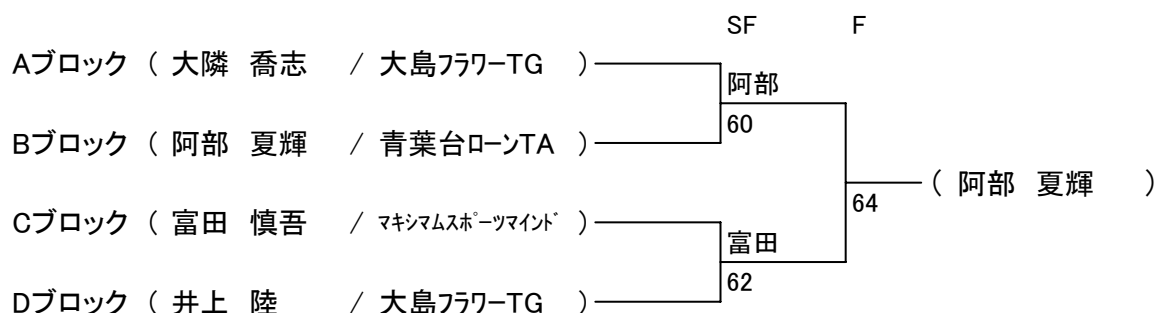 SF F
Aブロック ( 大隣 喬志 / 大島フラワーTG )
阿部
60
Bブロック ( 阿部 夏輝 / 青葉台ローンTA )
( 阿部 夏輝 )
64
Cブロック ( 富田 慎吾 / マキシマムスポーツマインド )
富田
62
Dブロック ( 井上 陸 / 大島フラワーTG )